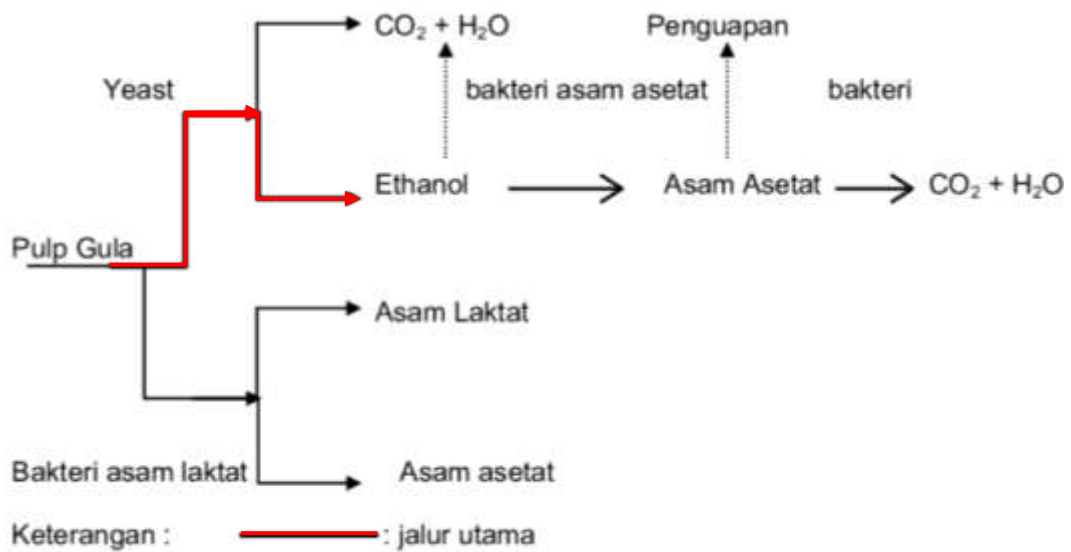 CO₂ + H₂O
Penguapan
Yeast
bakteri asam asetat
bakteri
Ethanol
Asam Asetat
CO₂ + H₂O
Pulp Gula
Asam Laktat
Bakteri asam laktat
Asam asetat
Keterangan : : jalur utama